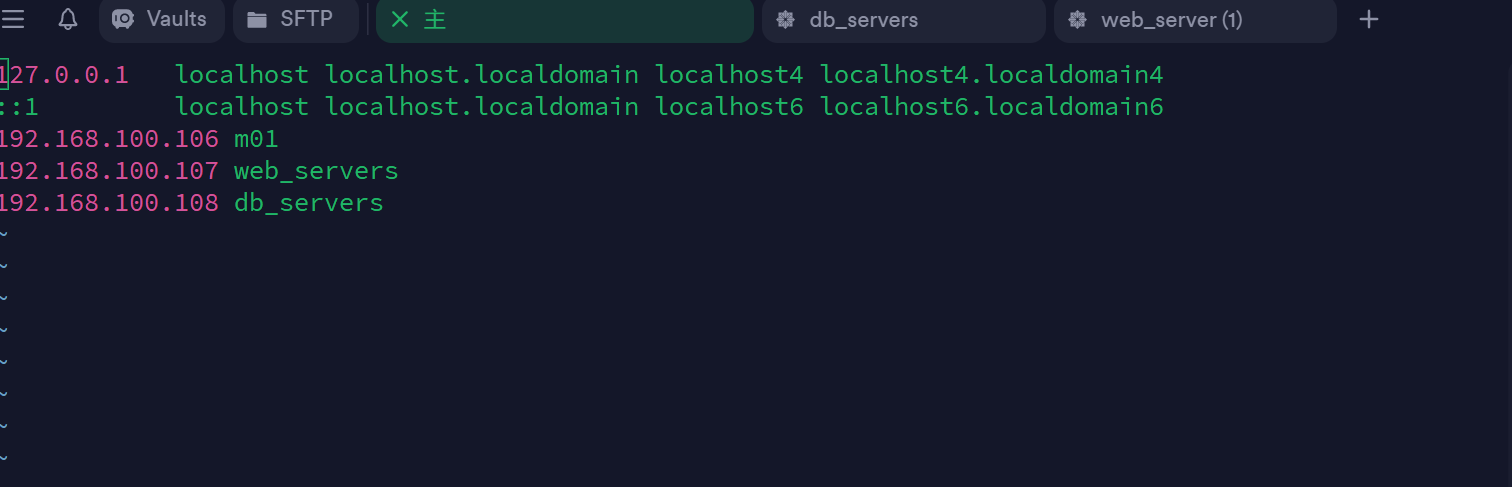 Vaults SFTP 主 db_servers web_server (1)
127.0.0.1 localhost localhost.localdomain localhost4 localhost4.localdomain4
::1 localhost localhost.localdomain localhost6 localhost6.localdomain6
192.168.100.106 m01
192.168.100.107 web_servers
192.168.100.108 db_servers
~
~
~
~
~
~
~
~